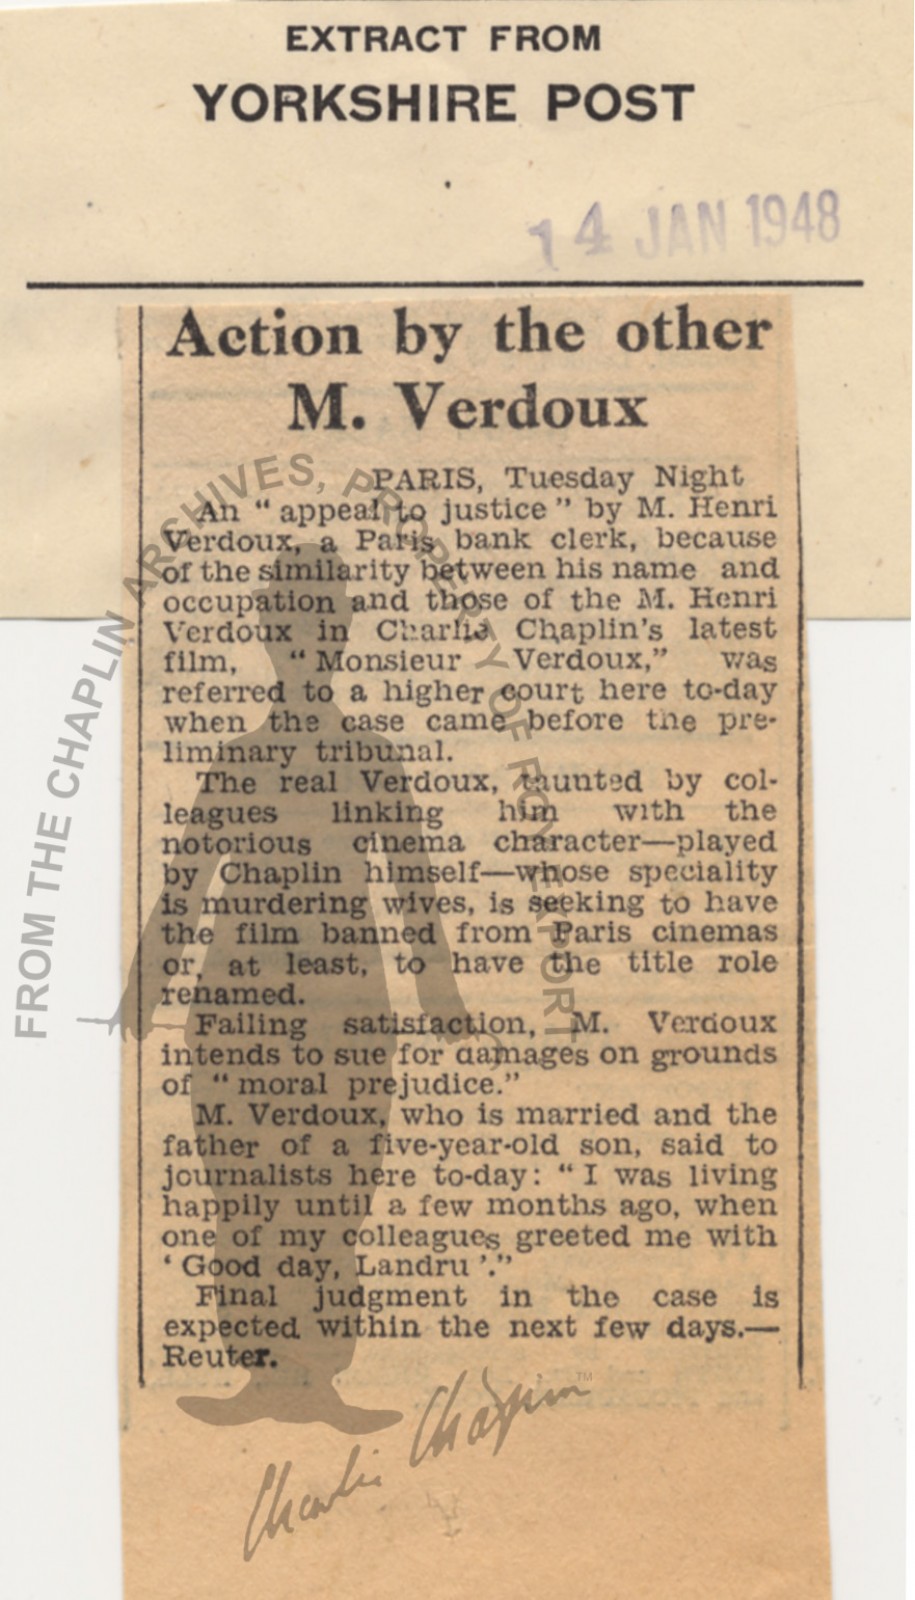 EXTRACT FROM
YORKSHIRE POST
14 JAN 1948
Action by the other
M. Verdoux
PARIS, Tuesday Night
An “ appeal to justice ” by M. Henri
Verdoux, a Paris bank clerk, because
of the similarity between his name and
occupation and those of the M. Henri
Verdoux in Charlie Chaplin's latest
film, “ Monsieur Verdoux,” was
referred to a higher court here to-day
when the case came before the pre-
liminary tribunal.
The real Verdoux, taunted by col-
leagues linking him with the
notorious cinema character—played
by Chaplin himself—whose speciality
is murdering wives, is seeking to have
the film banned from Paris cinemas
or, at least, to have the title role
renamed.
Failing satisfaction, M. Verdoux
intends to sue for damages on grounds
of “ moral prejudice.”
M. Verdoux, who is married and the
father of a five-year-old son, said to
journalists here to-day: “ I was living
happily until a few months ago, when
one of my colleagues greeted me with
‘ Good day, Landru ’.”
Final judgment in the case is
expected within the next few days.—
Reuter.
FROM THE CHAPLIN ARCHIVES, PROPERTY OF ROY EXPORT
Charlie Chaplin™